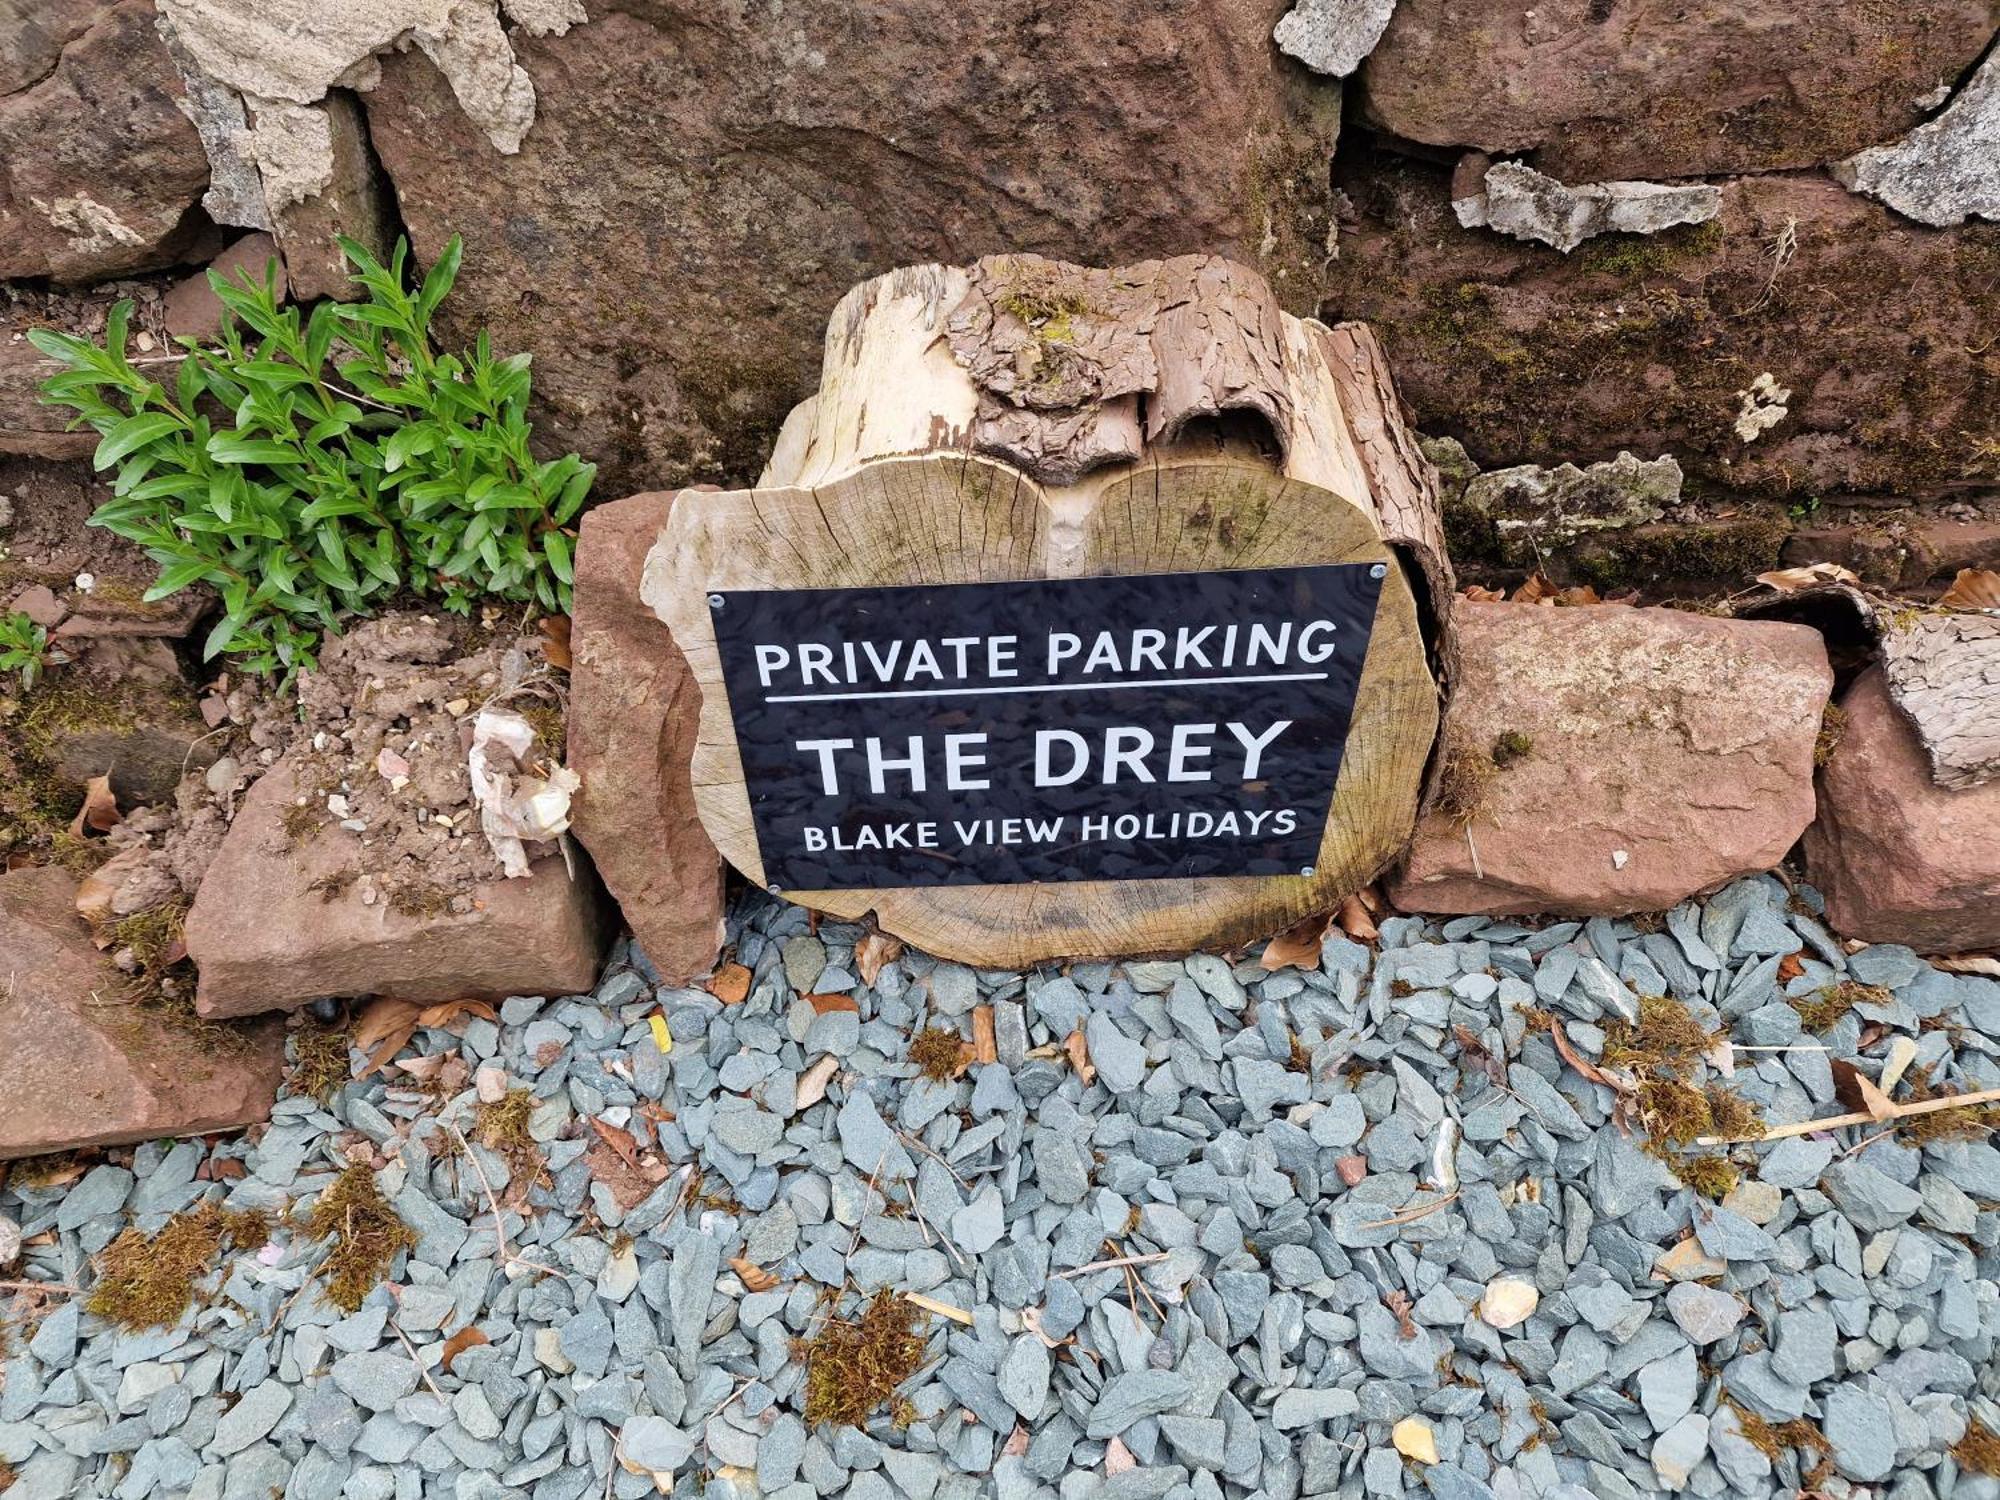 PRIVATE PARKING
THE DREY
BLAKE VIEW HOLIDAYS